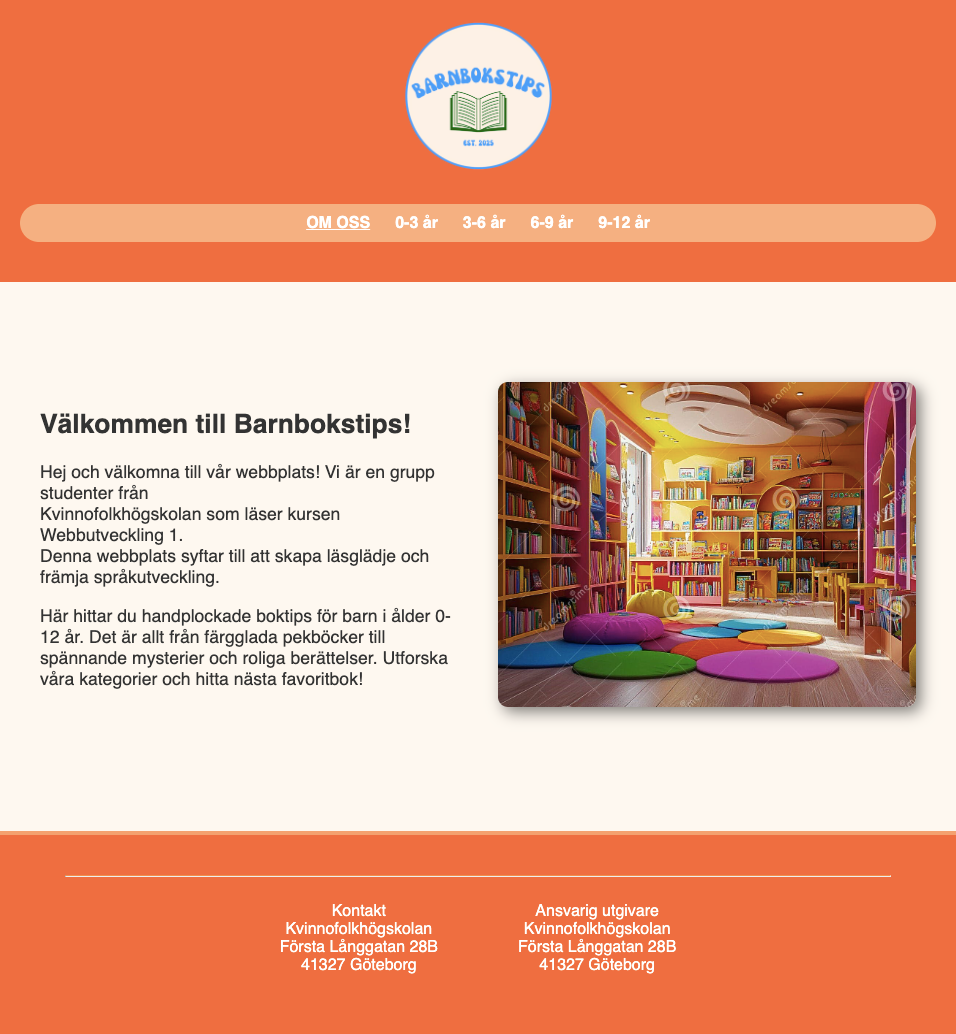 BARNBOKSTIPS
EST. 2025
OM OSS 0-3 år 3-6 år 6-9 år 9-12 år
Välkommen till Barnbokstips!
Hej och välkomna till vår webbplats! Vi är en grupp
studenter från
Kvinnofolkhögskolan som läser kursen
Webbutveckling 1.
Denna webbplats syftar till att skapa läsglädje och
främja språkutveckling.
Här hittar du handplockade boktips för barn i ålder 0-
12 år. Det är allt från färgglada pekböcker till
spännande mysterier och roliga berättelser. Utforska
våra kategorier och hitta nästa favoritbok!
Kontakt
Kvinnofolkhögskolan
Första Långgatan 28B
41327 Göteborg
Ansvarig utgivare
Kvinnofolkhögskolan
Första Långgatan 28B
41327 Göteborg